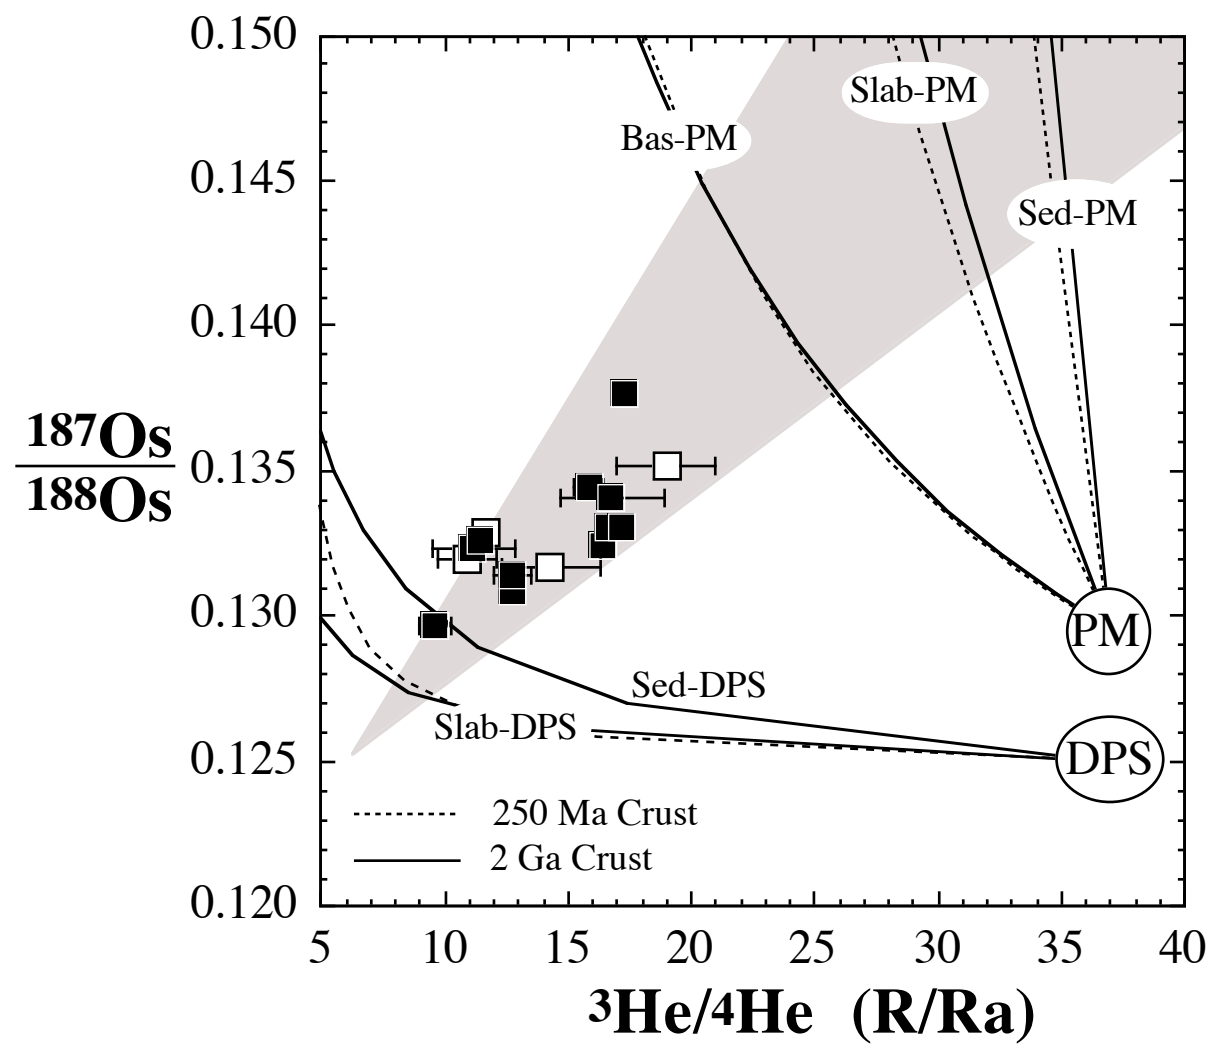 0.150
Slab-PM
Bas-PM
0.145
Sed-PM
0.140
187Os
188Os
0.135
0.130
PM
Sed-DPS
Slab-DPS
0.125
DPS
250 Ma Crust
2 Ga Crust
0.120
5 10 15 20 25 30 35 40
³He/⁴He (R/Ra)